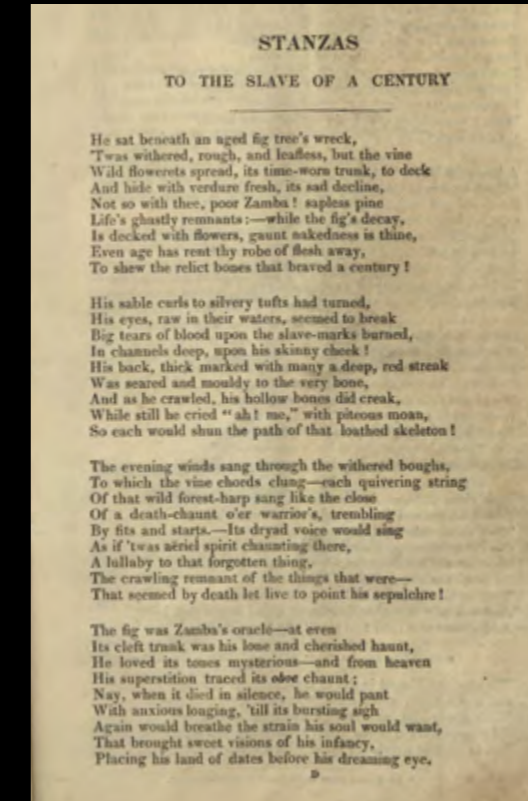 STANZAS
TO THE SLAVE OF A CENTURY
He sat beneath an aged fig tree's wreck,
'Twas withered, rough, and leafless, but the vine
Wild flowerets spread, its time-worn trunk, to deck
And hide with verdure fresh, its sad decline,
Not so with thee, poor Zamba! sapless pine
Life's ghastly remnants:—while the fig's decay,
Is decked with flowers, gaunt nakedness is thine,
Even age has rent thy robe of flesh away,
To shew the relict bones that braved a century!
His sable curls to silvery tufts had turned,
His eyes, raw in their waters, seemed to break
Big tears of blood upon the slave-marks burned,
In channels deep, upon his skinny cheek!
His back, thick marked with many a deep, red streak
Was seared and mouldy to the very bone,
And as he crawled, his hollow bones did creak,
While still he cried "ah! me," with piteous moan,
So each would shun the path of that loathed skeleton!
The evening winds sang through the withered boughs,
To which the vine chords clung—each quivering string
Of that wild forest-harp sang like the close
Of a death-chaunt o'er warrior's, trembling
By fits and starts.—Its dryad voice would sing
As if 'twas aëriel spirit chaunting there,
A lullaby to that forgotten thing,
The crawling remnant of the things that were—
That seemed by death let live to point his sepulchre!
The fig was Zamba's oracle—at even
Its cleft trunk was his lone and cherished haunt,
He loved its tones mysterious—and from heaven
His superstition traced its chaunt;
Nay, when it died in silence, he would pant
With anxious longing, 'till its bursting sigh
Again would breathe the strain his soul would want,
That brought sweet visions of his infancy,
Placing his land of dates before his dreaming eye,
D